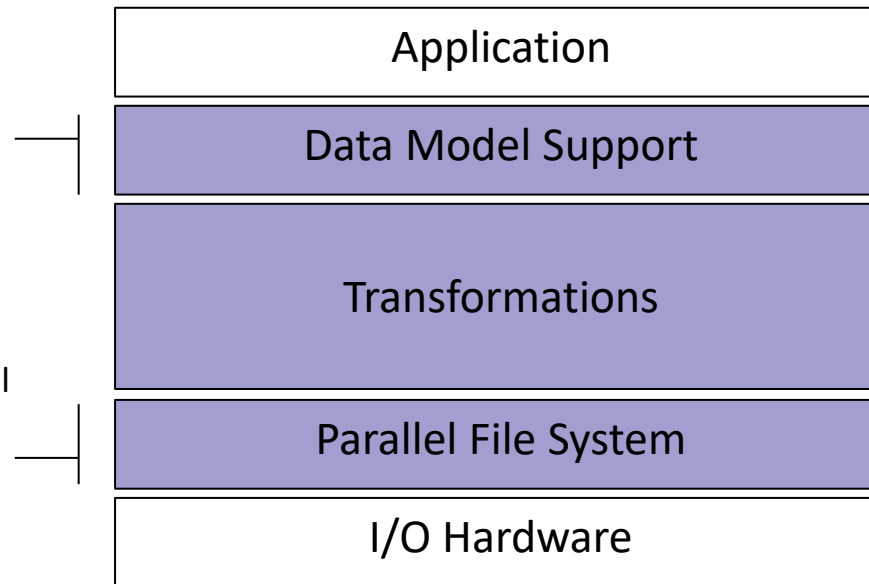 Application
Data Model Support
Transformations
l
Parallel File System
I/O Hardware